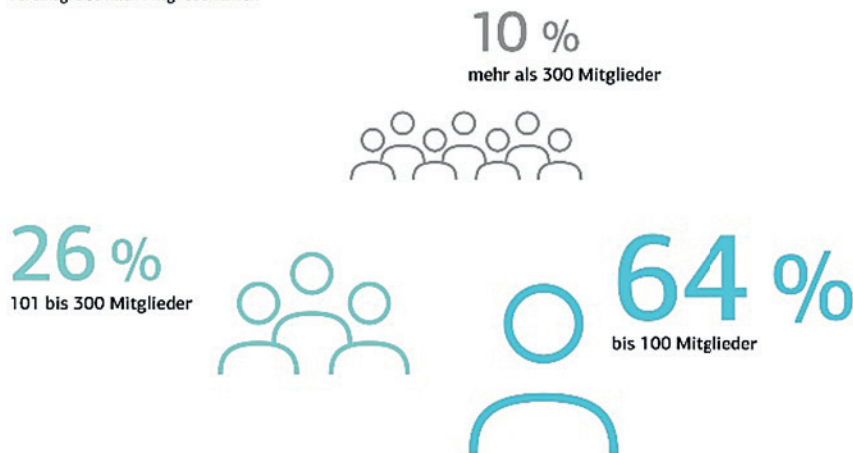 10 %
mehr als 300 Mitglieder
26 %
101 bis 300 Mitglieder
64 %
bis 100 Mitglieder